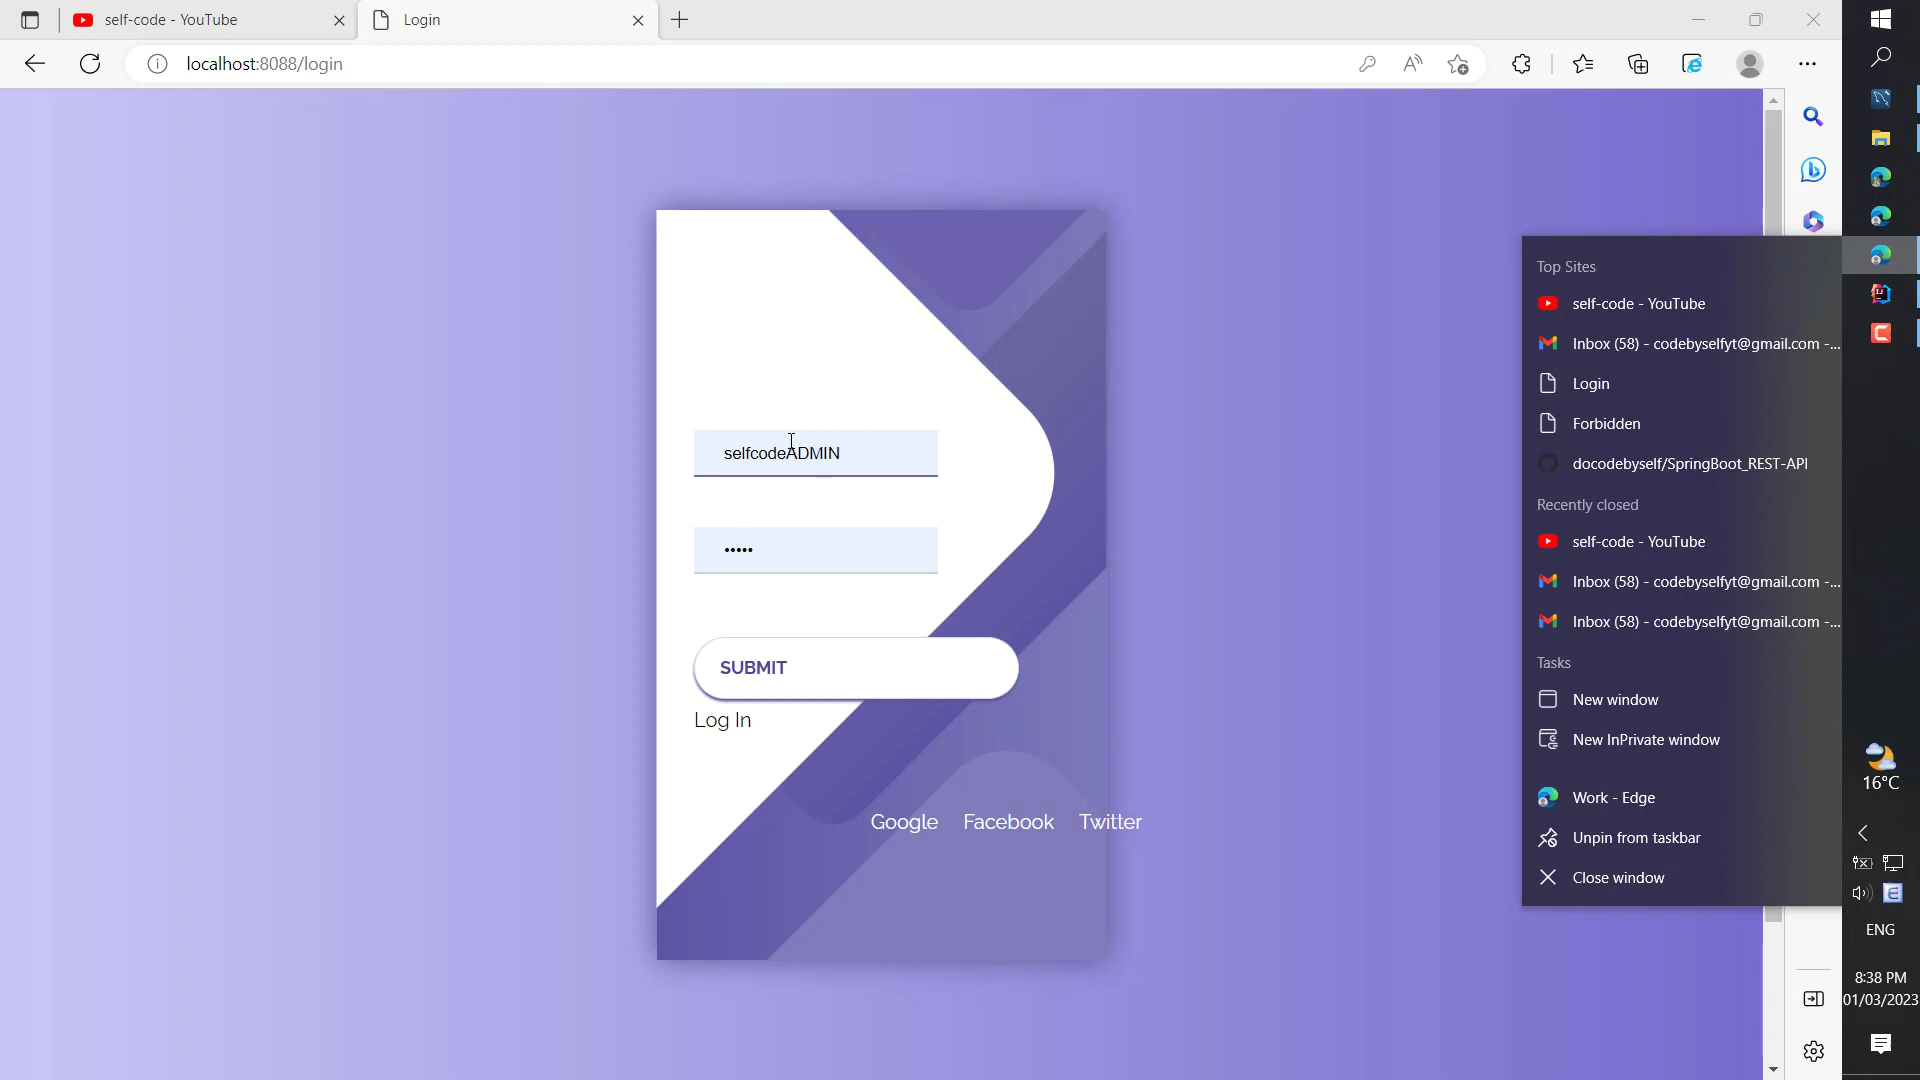 self-code - YouTube
Login
localhost:8088/login
selfcodeADMIN
•••••
SUBMIT
Log In
Google Facebook Twitter
Top Sites
self-code - YouTube
Inbox (58) - codebyselfyt@gmail.com -...
Login
Forbidden
docodebyself/SpringBoot_REST-API
Recently closed
self-code - YouTube
Inbox (58) - codebyselfyt@gmail.com -...
Inbox (58) - codebyselfyt@gmail.com -...
Tasks
New window
New InPrivate window
Work - Edge
Unpin from taskbar
Close window
16°C
ENG
8:38 PM
01/03/2023